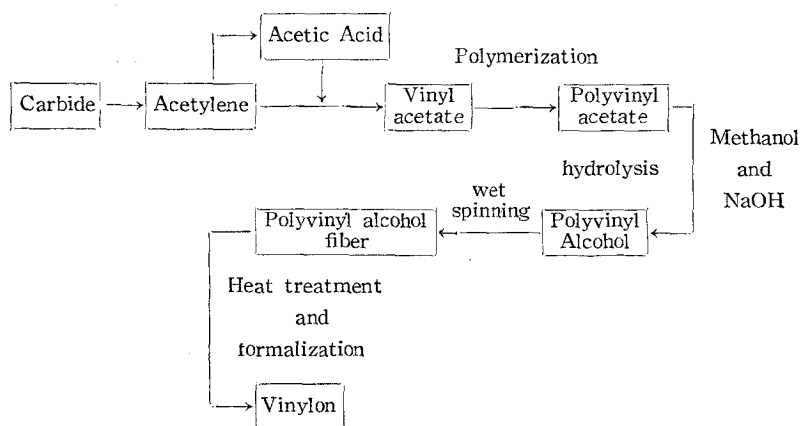 Acetic Acid
Polymerization
Carbide
Acetylene
Vinyl
acetate
Polyvinyl
acetate
Methanol
and
NaOH
hydrolysis
wet
spinning
Polyvinyl
Alcohol
Polyvinyl alcohol
fiber
Heat treatment
and
formalization
Vinylon